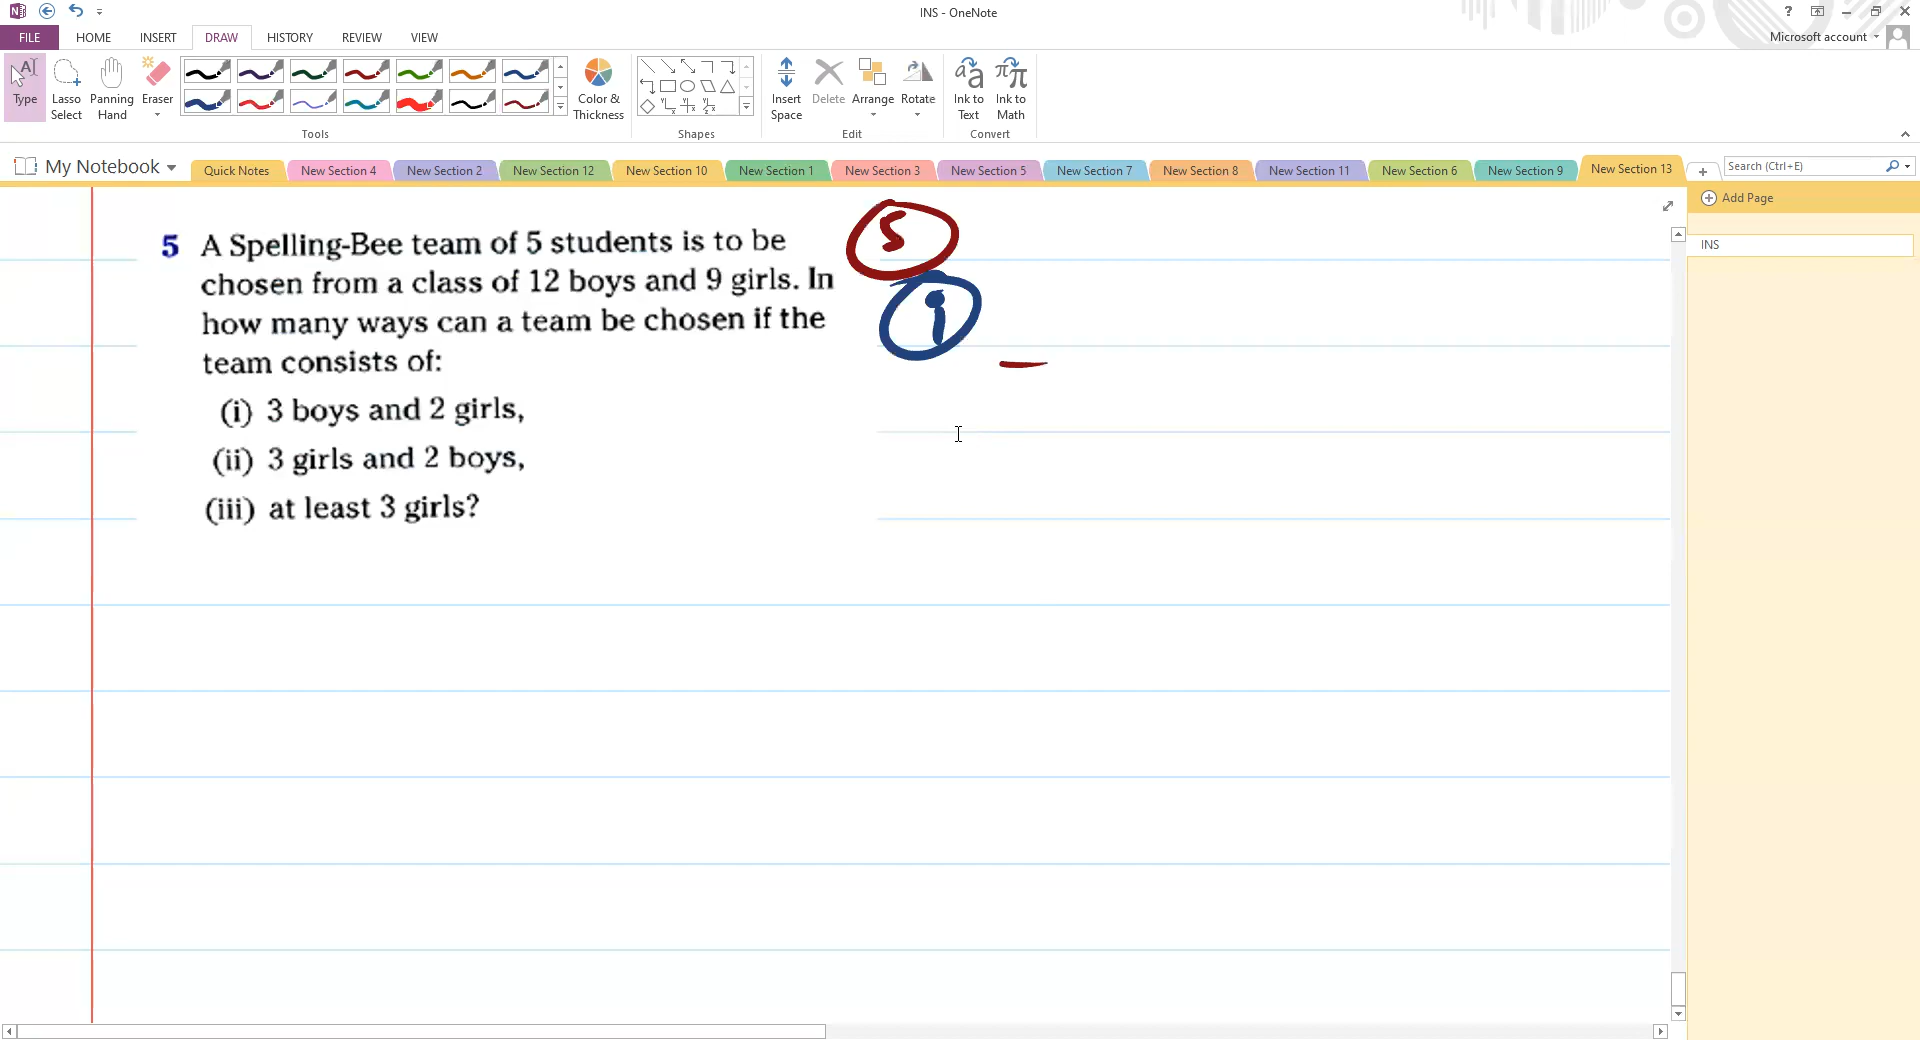 INS - OneNote
?
FILE HOME INSERT DRAW HISTORY REVIEW VIEW
Microsoft account
Type
Lasso Select
Panning Hand
Eraser
Color & Thickness
Insert Space
Delete
Arrange
Rotate
Ink to Text
Ink to Math
Tools
Shapes
Edit
Convert
My Notebook
Quick Notes New Section 4 New Section 2 New Section 12 New Section 10 New Section 1 New Section 3 New Section 5 New Section 7 New Section 8 New Section 11 New Section 6 New Section 9 New Section 13
Search (Ctrl+E)
Add Page
INS
5 A Spelling-Bee team of 5 students is to be
chosen from a class of 12 boys and 9 girls. In
how many ways can a team be chosen if the
team consists of:
(i) 3 boys and 2 girls,
(ii) 3 girls and 2 boys,
(iii) at least 3 girls?
5
i